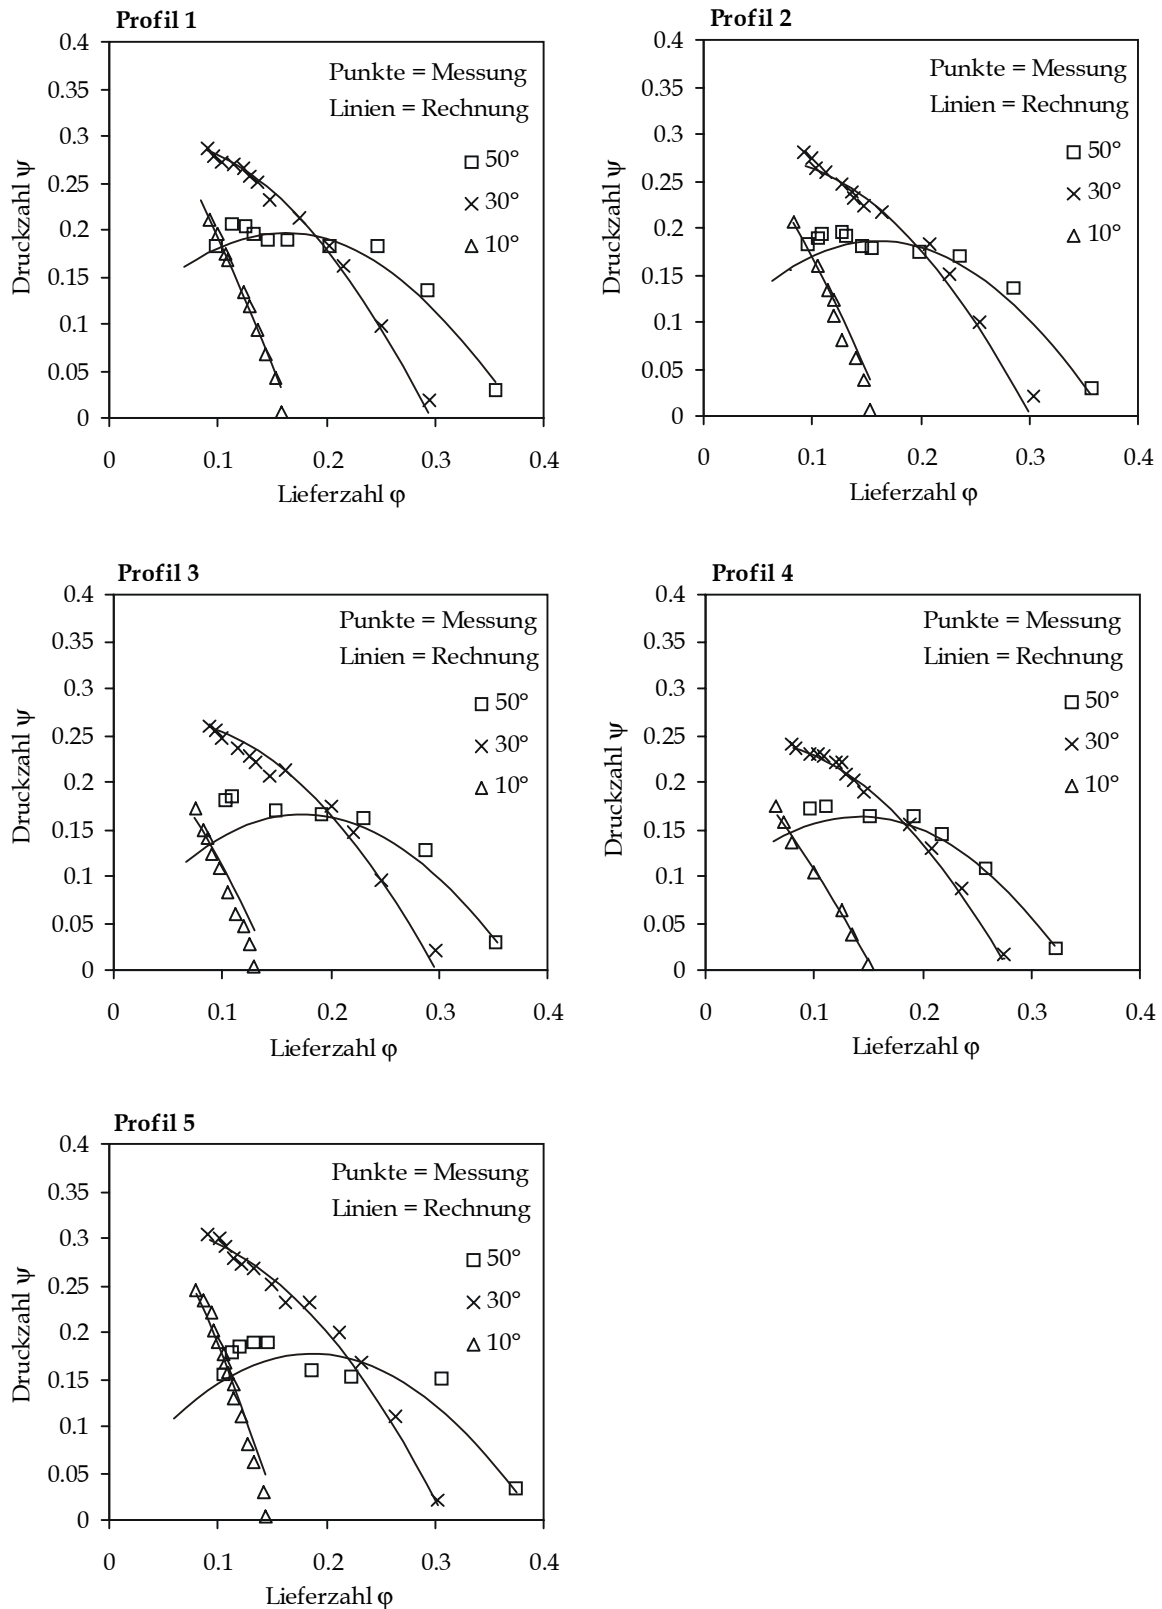 Profil 1
0.4
0.35
0.3
0.25
0.2
0.15
0.1
0.05
0
Druckzahl ψ
Punkte = Messung
Linien = Rechnung
50°
30°
10°
0 0.1 0.2 0.3 0.4
Lieferzahl φ
Profil 2
0.4
0.35
0.3
0.25
0.2
0.15
0.1
0.05
0
Druckzahl ψ
Punkte = Messung
Linien = Rechnung
50°
30°
10°
0 0.1 0.2 0.3 0.4
Lieferzahl φ
Profil 3
0.4
0.35
0.3
0.25
0.2
0.15
0.1
0.05
0
Druckzahl ψ
Punkte = Messung
Linien = Rechnung
50°
30°
10°
0 0.1 0.2 0.3 0.4
Lieferzahl φ
Profil 4
0.4
0.35
0.3
0.25
0.2
0.15
0.1
0.05
0
Druckzahl ψ
Punkte = Messung
Linien = Rechnung
50°
30°
10°
0 0.1 0.2 0.3 0.4
Lieferzahl φ
Profil 5
0.4
0.35
0.3
0.25
0.2
0.15
0.1
0.05
0
Druckzahl ψ
Punkte = Messung
Linien = Rechnung
50°
30°
10°
0 0.1 0.2 0.3 0.4
Lieferzahl φ